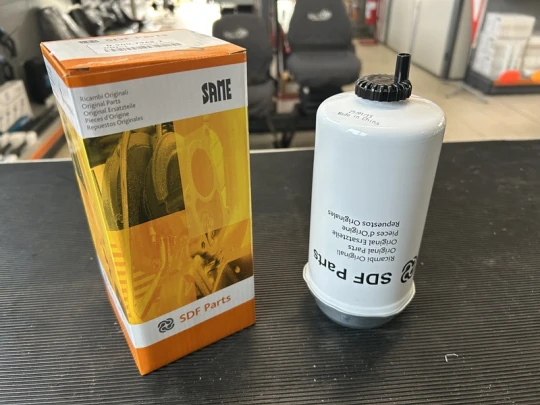 SAME
Ricambi Originali
Original Parts
Original Ersatzteile
Pièces d'Origine
Repuestos Originales
SDF Parts
SDF Parts
Ricambi Originali
Original Parts
Original Ersatzteile
Pièces d'Origine
Repuestos Originales